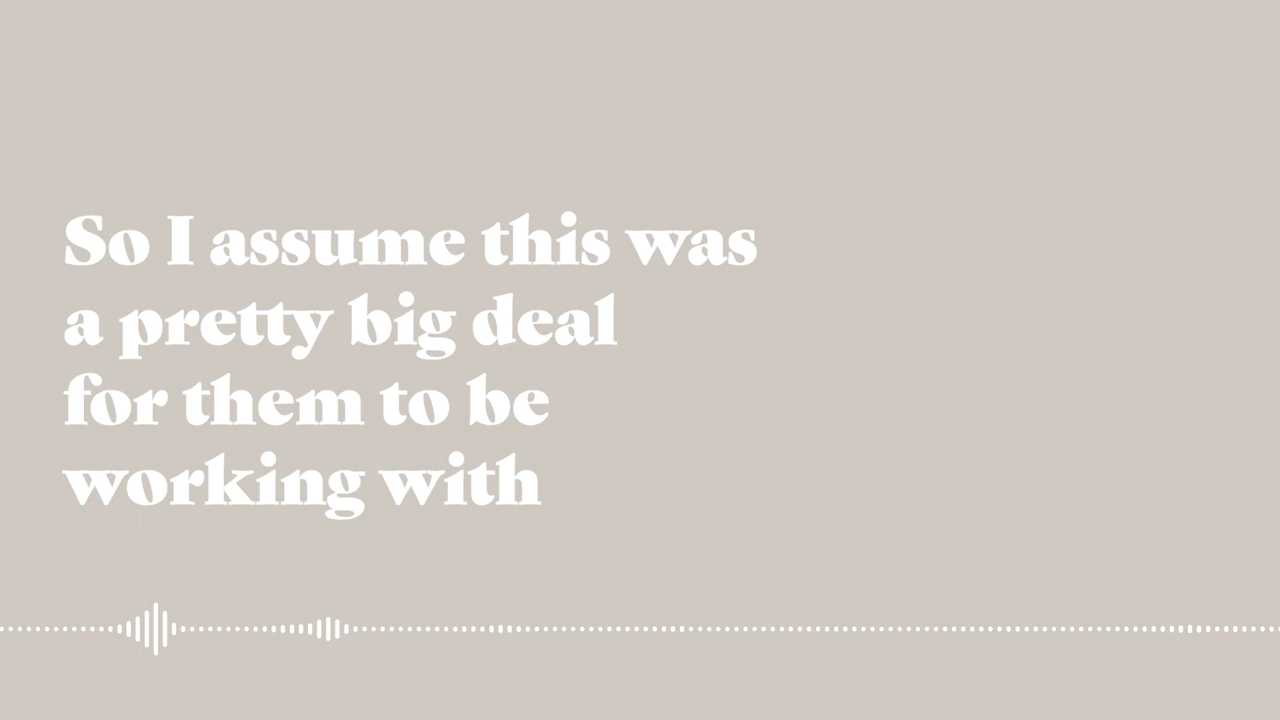 So I assume this was
a pretty big deal
for them to be
working with